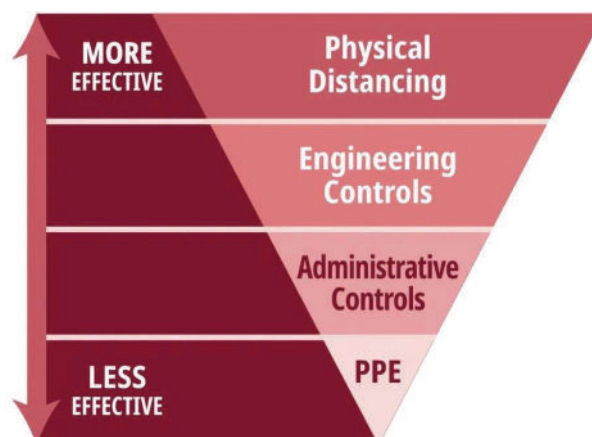 MORE
EFFECTIVE
Physical
Distancing
Engineering
Controls
Administrative
Controls
LESS
EFFECTIVE
PPE